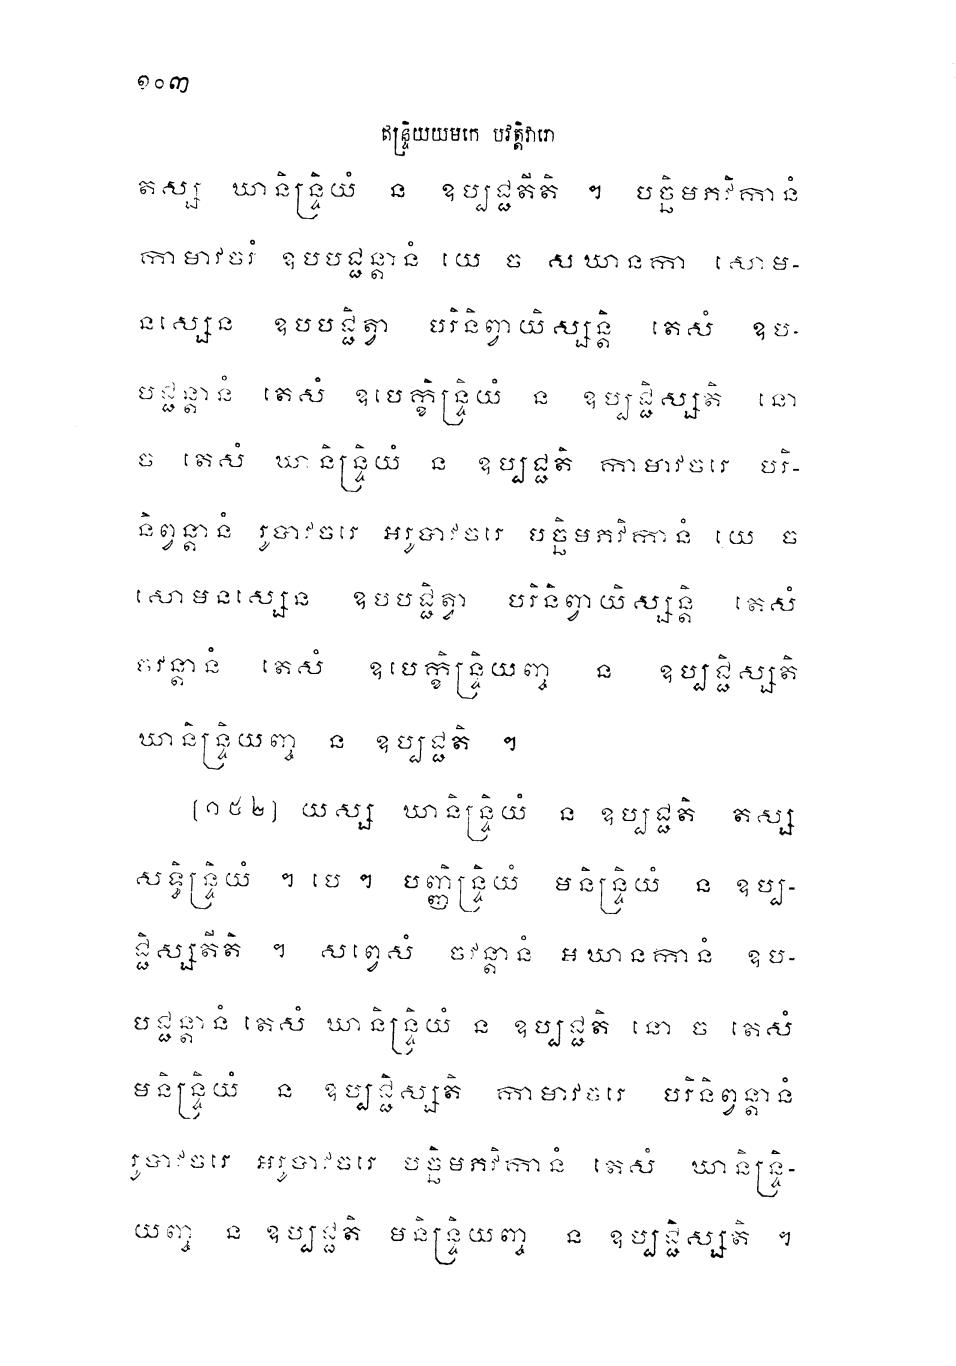 ១០៣
ឥន្ទ្រិយយមកេ បវត្តិវារោ
តស្ស ឃានិន្ទ្រិយំ ន ឧប្បជ្ជតីតិ ។ បច្ឆិមភវិកានំ
កាមាវចរំ ឧបបជ្ជន្តានំ យេ ច សឃានកា សោម-
នស្សេន ឧបបជ្ជិត្វា បរិនិព្វាយិស្សន្តិ តេសំ ឧប-
បជ្ជន្តានំ តេសំ ឧបេក្ខិន្ទ្រិយំ ន ឧប្បជ្ជិស្សតិ នោ
ច តេសំ ឃានិន្ទ្រិយំ ន ឧប្បជ្ជតិ កាមាវចរេ បរិ-
និព្វន្តានំ រូបាវចរេ អរូបាវចរេ បច្ឆិមភវិកានំ យេ ច
សោមនស្សេន ឧបបជ្ជិត្វា បរិនិព្វាយិស្សន្តិ តេសំ
ចវន្តានំ តេសំ ឧបេក្ខិន្ទ្រិយញ្ច ន ឧប្បជ្ជិស្សតិ
ឃានិន្ទ្រិយញ្ច ន ឧប្បជ្ជតិ ។
[១៥២] យស្ស ឃានិន្ទ្រិយំ ន ឧប្បជ្ជតិ តស្ស
សទ្ធិន្ទ្រិយំ ។ បេ ។ បញ្ញិន្ទ្រិយំ មនិន្ទ្រិយំ ន ឧប្ប-
ជ្ជិស្សតីតិ ។ សព្វេសំ ចវន្តានំ អឃានកានំ ឧប-
បជ្ជន្តានំ តេសំ ឃានិន្ទ្រិយំ ន ឧប្បជ្ជតិ នោ ច តេសំ
មនិន្ទ្រិយំ ន ឧប្បជ្ជិស្សតិ កាមាវចរេ បរិនិព្វន្តានំ
រូបាវចរេ អរូបាវចរេ បច្ឆិមភវិកានំ តេសំ ឃានិន្ទ្រិ-
យញ្ច ន ឧប្បជ្ជតិ មនិន្ទ្រិយញ្ច ន ឧប្បជ្ជិស្សតិ ។